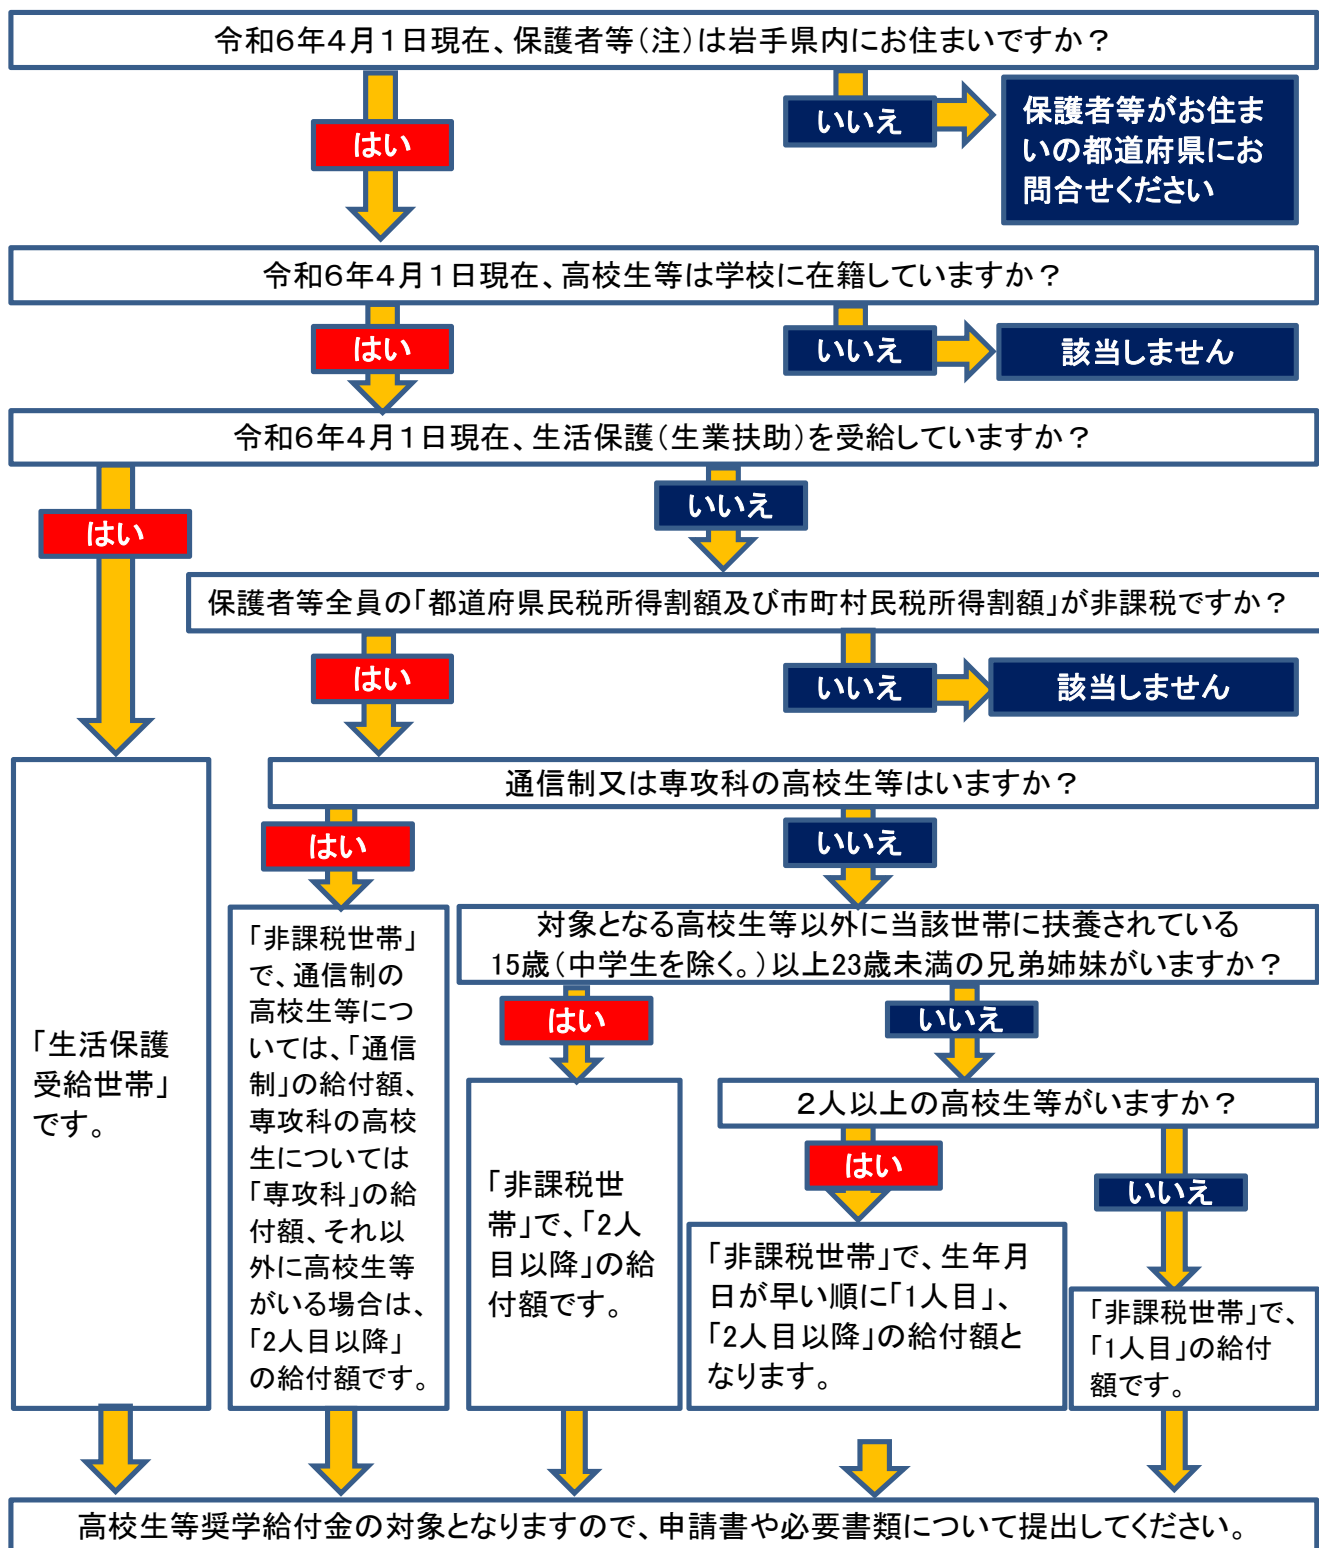 令和6年4月1日現在、保護者等(注)は岩手県内にお住まいですか？
はい
いいえ
保護者等がお住ま
いの都道府県にお
問合せください
令和6年4月1日現在、高校生等は学校に在籍していますか？
はい
いいえ
該当しません
令和6年4月1日現在、生活保護(生業扶助)を受給していますか？
はい
いいえ
保護者等全員の「都道府県民税所得割額及び市町村民税所得割額」が非課税ですか？
はい
いいえ
該当しません
通信制又は専攻科の高校生等はいますか？
はい
いいえ
対象となる高校生等以外に当該世帯に扶養されている
15歳(中学生を除く。)以上23歳未満の兄弟姉妹がいますか？
はい
いいえ
2人以上の高校生等がいますか？
はい
いいえ
「生活保護
受給世帯」
です。
「非課税世帯」
で、通信制の
高校生等につ
いては、「通信
制」の給付額、
専攻科の高校
生については
「専攻科」の給
付額、それ以
外に高校生等
がいる場合は、
「2人目以降」
の給付額です。
「非課税世
帯」で、「2人
目以降」の給
付額です。
「非課税世帯」で、生年月
日が早い順に「1人目」、
「2人目以降」の給付額と
なります。
「非課税世帯」で、
「1人目」の給付
額です。
高校生等奨学給付金の対象となりますので、申請書や必要書類について提出してください。